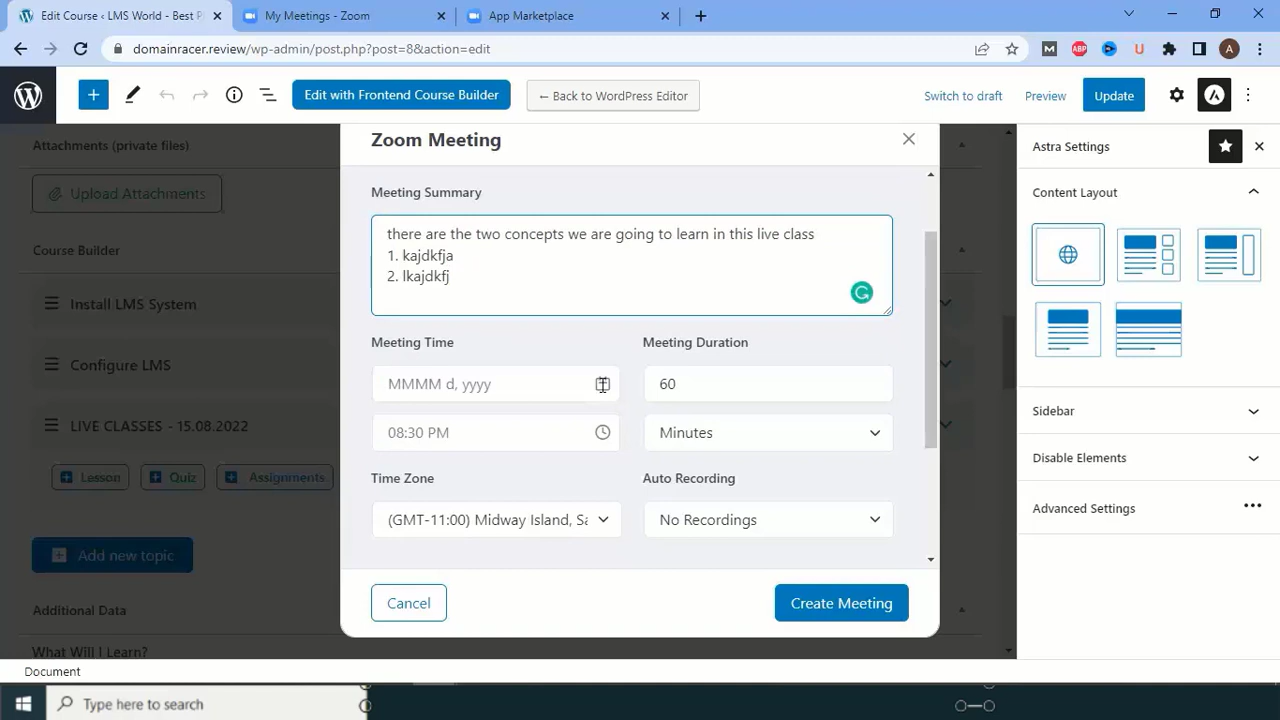 Edit Course < LMS World - Best P
My Meetings - Zoom
App Marketplace
domainracer.review/wp-admin/post.php?post=8&action=edit
M
ABP
U
A
Edit with Frontend Course Builder
← Back to WordPress Editor
Switch to draft
Preview
Update
Attachments (private files)
Upload Attachments
Course Builder
Install LMS System
Configure LMS
LIVE CLASSES - 15.08.2022
Lesson
Quiz
Assignments
Add new topic
Additional Data
What Will I Learn?
Document
Zoom Meeting
Meeting Summary
there are the two concepts we are going to learn in this live class
1. kajdkfja
2. lkajdkfj
Meeting Time
Meeting Duration
MMMM d, yyyy
60
08:30 PM
Minutes
Time Zone
Auto Recording
(GMT-11:00) Midway Island, Sa
No Recordings
Cancel
Create Meeting
Astra Settings
Content Layout
Sidebar
Disable Elements
Advanced Settings
Type here to search